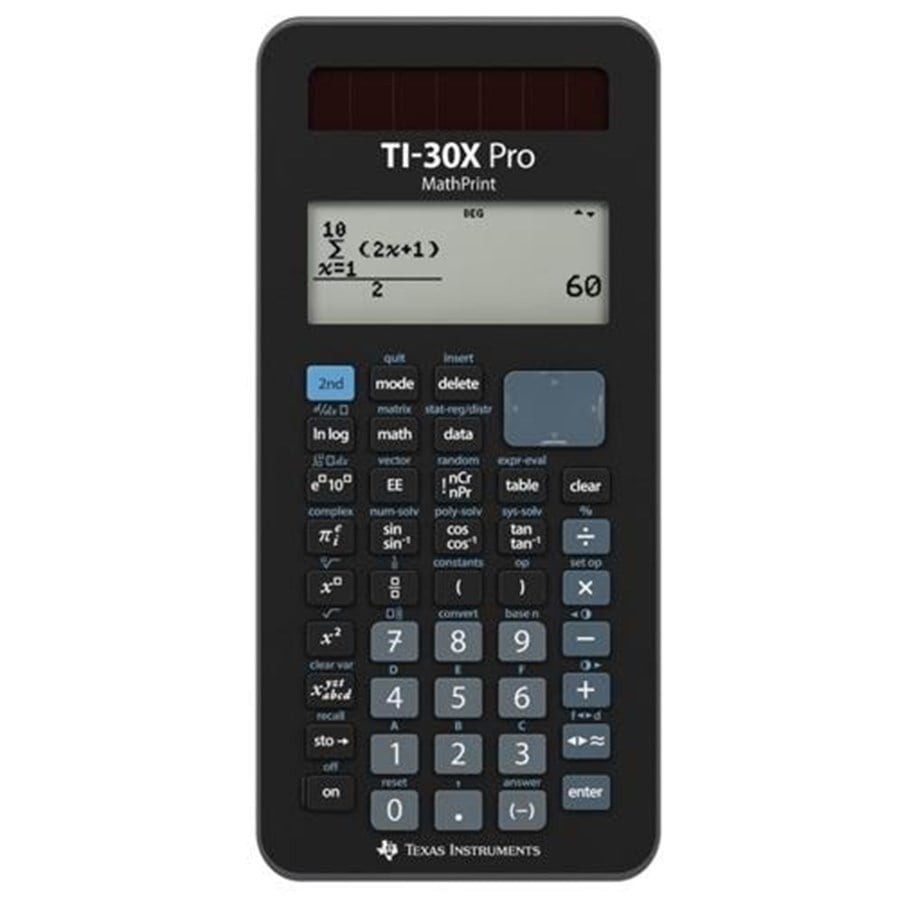 TI-30X Pro
MathPrint
DEG
10
Σ (2x+1)
x=1
2
60
quit insert
2nd mode delete
d/dx □ matrix stat-reg/distr
ln log math data
vector random expr-eval
e□10□ EE ! nCr nPr table clear
complex num-solv poly-solv sys-solv %
π e i sin sin-1 cos cos-1 tan tan-1 ÷
constants op set op
x□ □/□ ( ) ×
√ convert base n
x² 7 8 9 −
clear var D E F
x yzt abcd 4 5 6 +
recall A B C f◄►d
sto→ 1 2 3 ◄►≈
off reset , answer
on 0 . (−) enter
TEXAS INSTRUMENTS